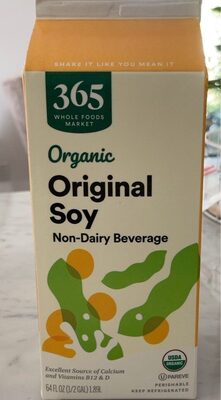 SHAKE IT LIKE YOU MEAN IT
365
WHOLE FOODS
MARKET
Organic
Original
Soy
Non-Dairy Beverage
Excellent Source of Calcium
and Vitamins B12 & D
64 FL OZ (1/2 GAL) 1.89L
USDA
ORGANIC
U PAREVE
PERISHABLE
KEEP REFRIGERATED